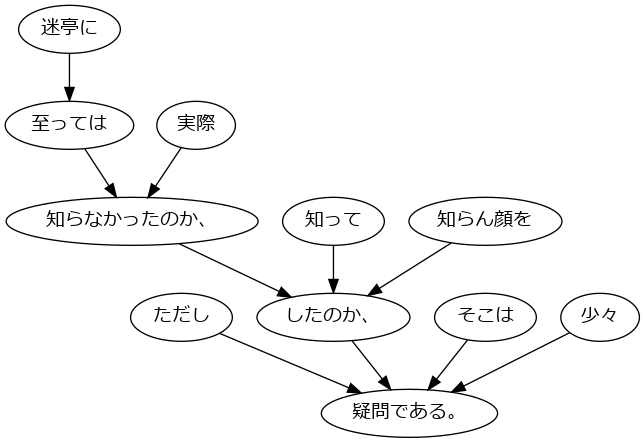 迷亭に
至っては
実際
知らなかったのか、
知って
知らん顔を
ただし
したのか、
そこは
少々
疑問である。